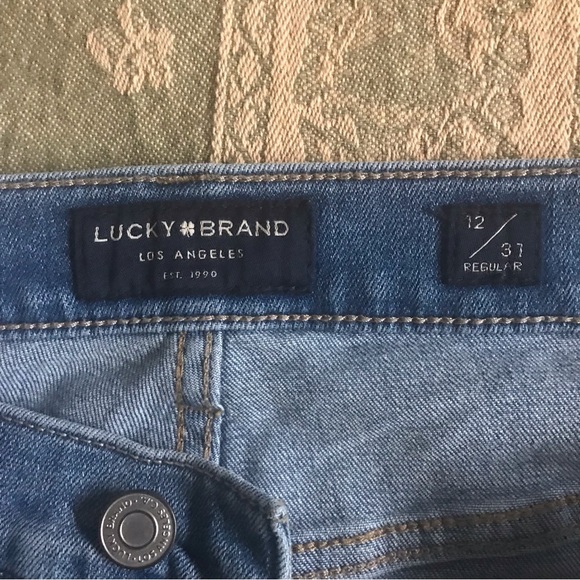 LUCKY BRAND
LOS ANGELES
EST. 1990
12
/ 31
REGULAR